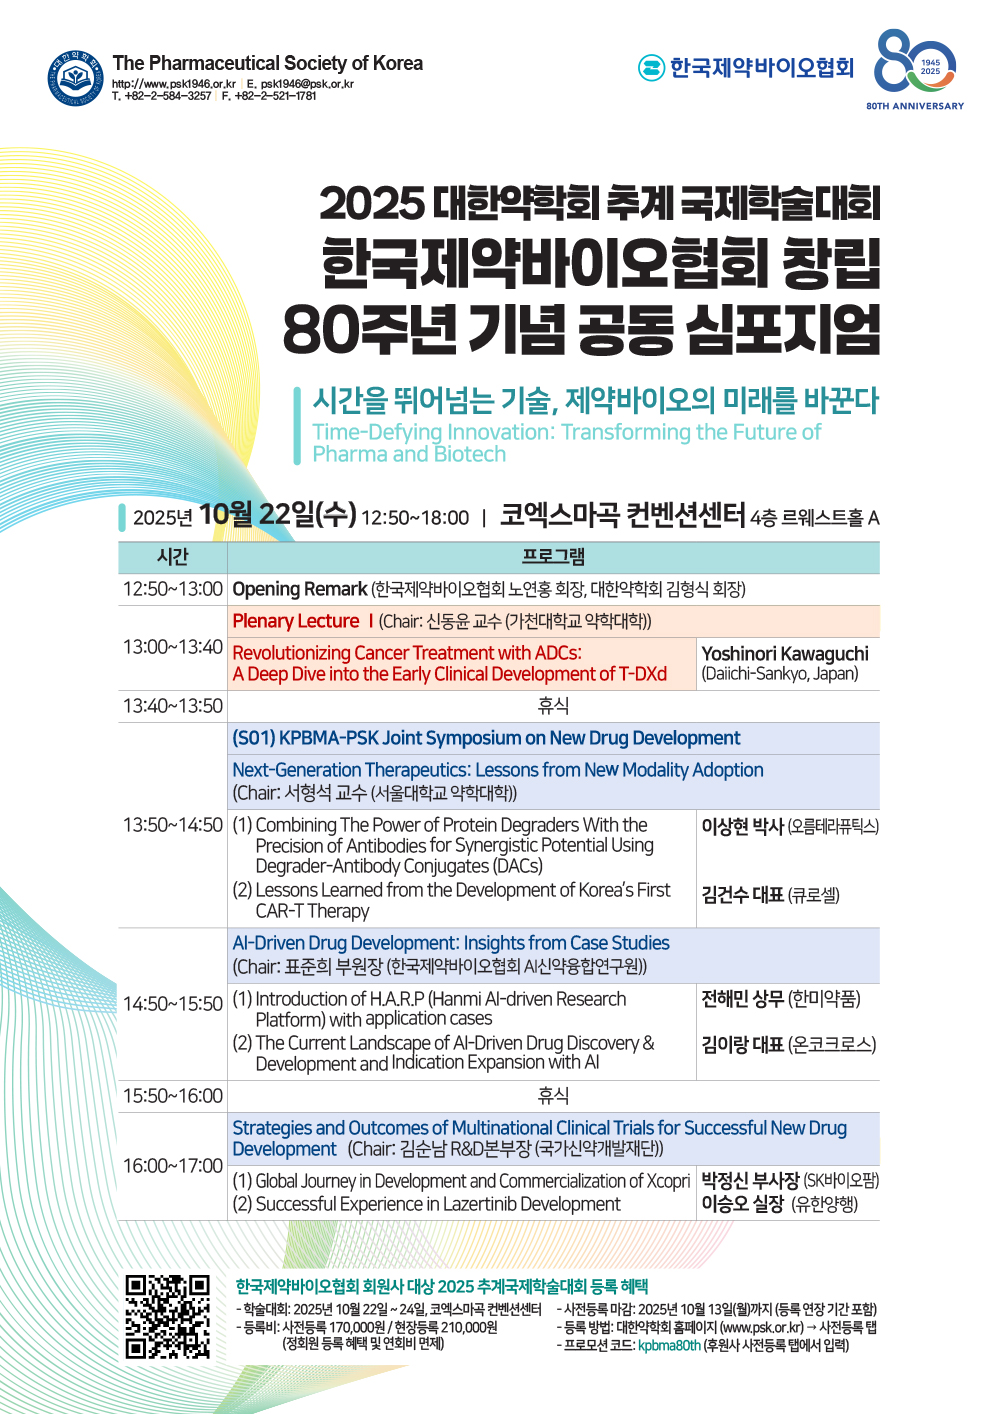 The Pharmaceutical Society of Korea
http://www.psk1946.or.kr | E. psk1946@psk.or.kr
T. +82-2-584-3257 | F. +82-2-521-1781
한국제약바이오협회
80
1945
2025
80TH ANNIVERSARY
2025 대한약학회 추계 국제학술대회
한국제약바이오협회 창립
80주년 기념 공동 심포지엄
시간을 뛰어넘는 기술, 제약바이오의 미래를 바꾼다
Time-Defying Innovation: Transforming the Future of
Pharma and Biotech
2025년 10월 22일(수) 12:50~18:00 | 코엑스마곡 컨벤션센터 4층 르웨스트홀 A
시간 프로그램
12:50~13:00 Opening Remark (한국제약바이오협회 노연홍 회장, 대한약학회 김형식 회장)
13:00~13:40
Plenary Lecture Ⅰ (Chair: 신동윤 교수 (가천대학교 약학대학))
Revolutionizing Cancer Treatment with ADCs:
A Deep Dive into the Early Clinical Development of T-DXd
Yoshinori Kawaguchi
(Daiichi-Sankyo, Japan)
13:40~13:50 휴식
13:50~14:50
(S01) KPBMA-PSK Joint Symposium on New Drug Development
Next-Generation Therapeutics: Lessons from New Modality Adoption
(Chair: 서형석 교수 (서울대학교 약학대학))
(1) Combining The Power of Protein Degraders With the
Precision of Antibodies for Synergistic Potential Using
Degrader-Antibody Conjugates (DACs)
이상현 박사 (오름테라퓨틱스)
(2) Lessons Learned from the Development of Korea's First
CAR-T Therapy
김건수 대표 (큐로셀)
14:50~15:50
AI-Driven Drug Development: Insights from Case Studies
(Chair: 표준희 부원장 (한국제약바이오협회 AI신약융합연구원))
(1) Introduction of H.A.R.P (Hanmi AI-driven Research
Platform) with application cases
전해민 상무 (한미약품)
(2) The Current Landscape of AI-Driven Drug Discovery &
Development and Indication Expansion with AI
김이랑 대표 (온코크로스)
15:50~16:00 휴식
16:00~17:00
Strategies and Outcomes of Multinational Clinical Trials for Successful New Drug
Development (Chair: 김순남 R&D본부장 (국가신약개발재단))
(1) Global Journey in Development and Commercialization of Xcopri 박정신 부사장 (SK바이오팜)
(2) Successful Experience in Lazertinib Development 이승오 실장 (유한양행)
한국제약바이오협회 회원사 대상 2025 추계국제학술대회 등록 혜택
- 학술대회: 2025년 10월 22일 ~ 24일, 코엑스마곡 컨벤션센터
- 등록비: 사전등록 170,000원 / 현장등록 210,000원
(정회원 등록 혜택 및 연회비 면제)
- 사전등록 마감: 2025년 10월 13일(월)까지 (등록 연장 기간 포함)
- 등록 방법: 대한약학회 홈페이지 (www.psk.or.kr) → 사전등록 탭
- 프로모션 코드: kpbma80th (후원사 사전등록 탭에서 입력)